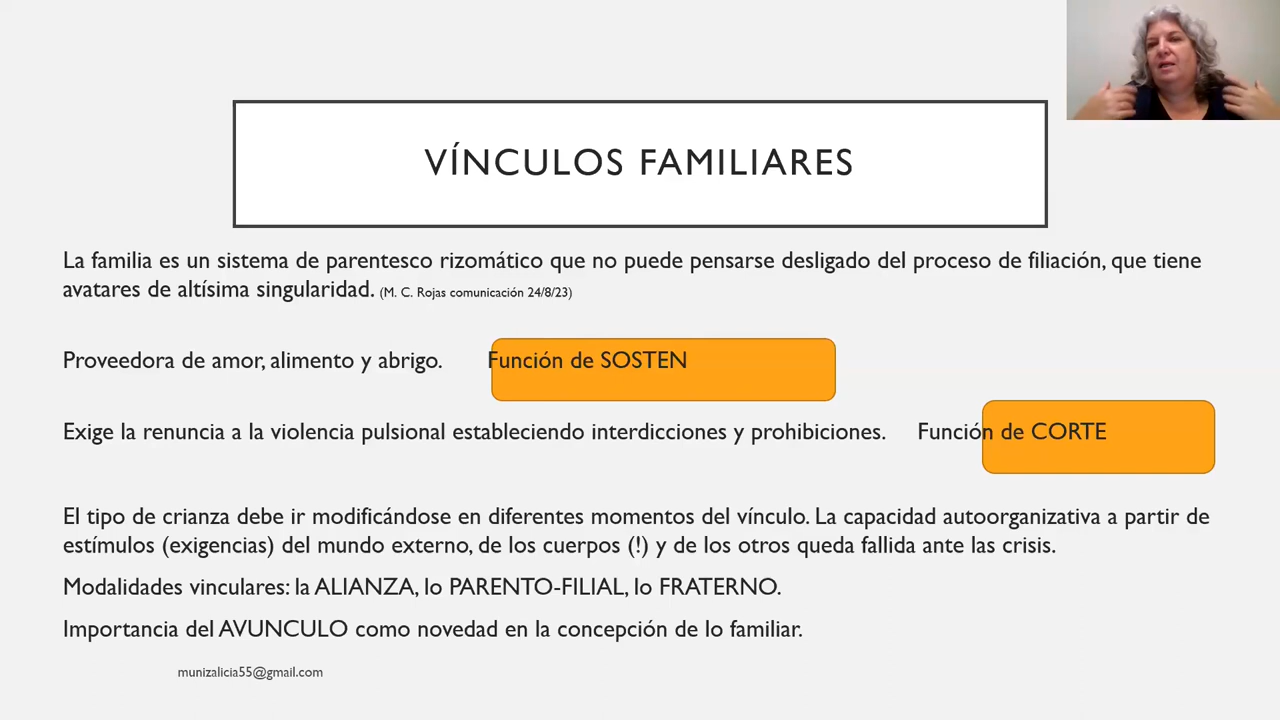 VÍNCULOS FAMILIARES
La familia es un sistema de parentesco rizomático que no puede pensarse desligado del proceso de filiación, que tiene
avatares de altísima singularidad. (M. C. Rojas comunicación 24/8/23)
Proveedora de amor, alimento y abrigo. Función de SOSTEN
Exige la renuncia a la violencia pulsional estableciendo interdicciones y prohibiciones. Función de CORTE
El tipo de crianza debe ir modificándose en diferentes momentos del vínculo. La capacidad autoorganizativa a partir de
estímulos (exigencias) del mundo externo, de los cuerpos (!) y de los otros queda fallida ante las crisis.
Modalidades vinculares: la ALIANZA, lo PARENTO-FILIAL, lo FRATERNO.
Importancia del AVUNCULO como novedad en la concepción de lo familiar.
munizalicia55@gmail.com